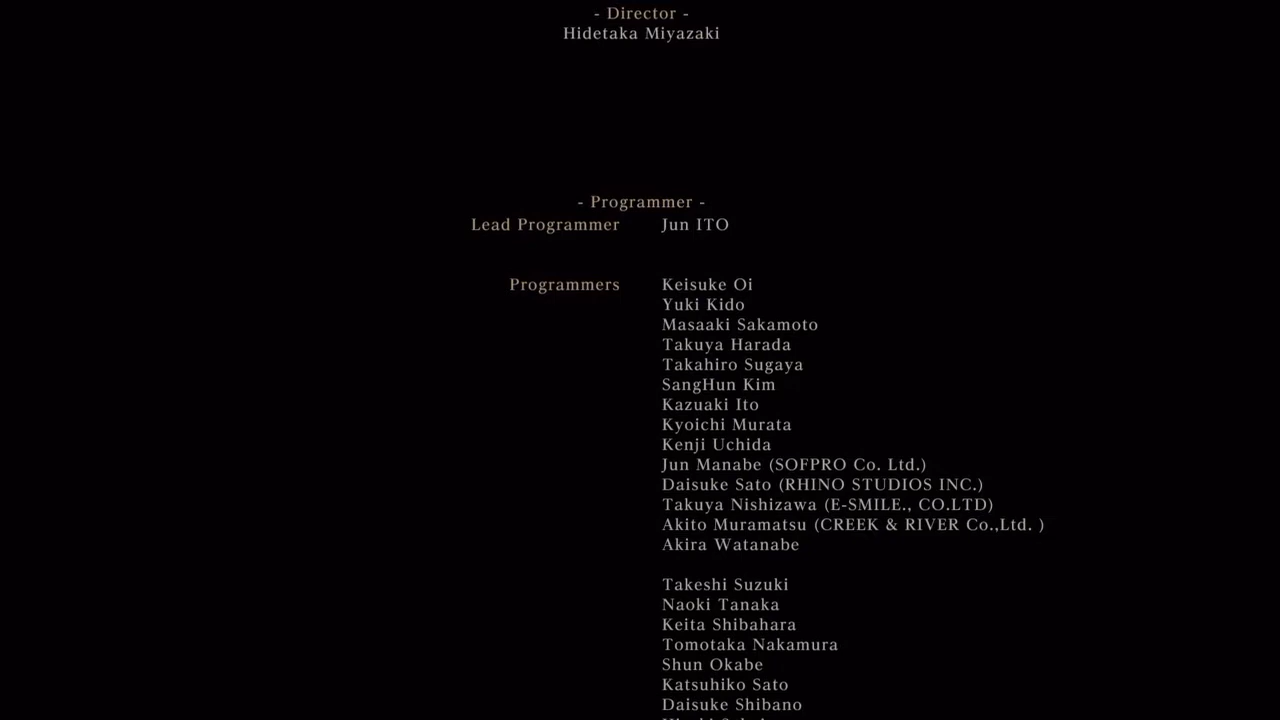 - Director -
Hidetaka Miyazaki
- Programmer -
Lead Programmer Jun ITO
Programmers Keisuke Oi
Yuki Kido
Masaaki Sakamoto
Takuya Harada
Takahiro Sugaya
SangHun Kim
Kazuaki Ito
Kyoichi Murata
Kenji Uchida
Jun Manabe (SOFPRO Co. Ltd.)
Daisuke Sato (RHINO STUDIOS INC.)
Takuya Nishizawa (E-SMILE., CO.LTD)
Akito Muramatsu (CREEK & RIVER Co.,Ltd. )
Akira Watanabe
Takeshi Suzuki
Naoki Tanaka
Keita Shibahara
Tomotaka Nakamura
Shun Okabe
Katsuhiko Sato
Daisuke Shibano